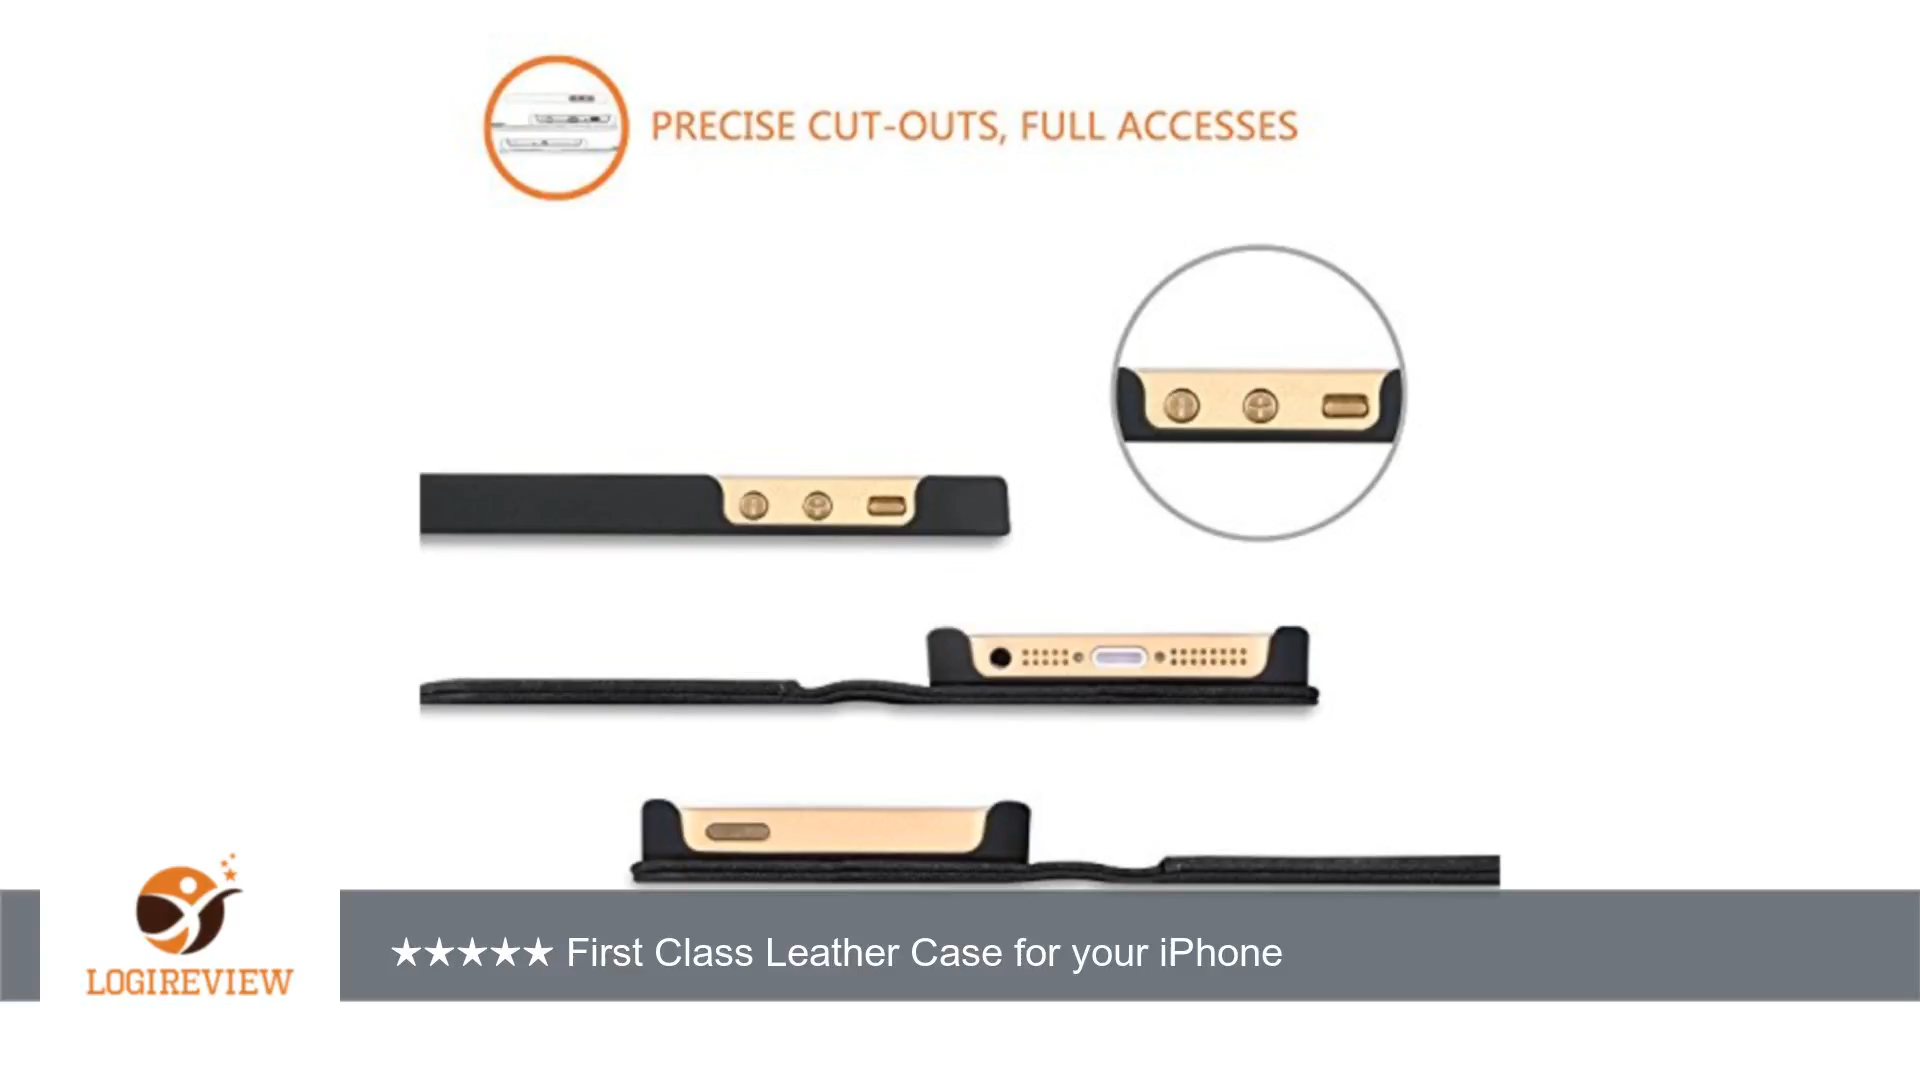 PRECISE CUT-OUTS, FULL ACCESSES
★★★★★ First Class Leather Case for your iPhone
LOGIREVIEW